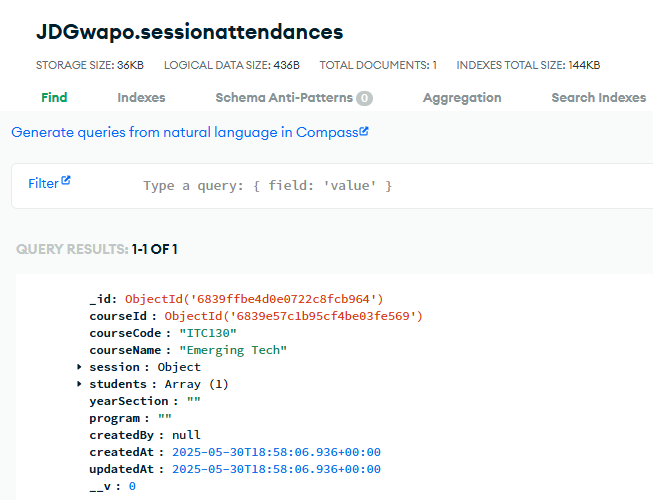 JDGwapo.sessionattendances
STORAGE SIZE: 36KB LOGICAL DATA SIZE: 436B TOTAL DOCUMENTS: 1 INDEXES TOTAL SIZE: 144KB
Find Indexes Schema Anti-Patterns 0 Aggregation Search Indexes
Generate queries from natural language in Compass
Filter Type a query: { field: 'value' }
QUERY RESULTS: 1-1 OF 1
_id: ObjectId('6839ffbe4d0e0722c8fcb964')
courseId : ObjectId('6839e57c1b95cf4be03fe569')
courseCode : "ITC130"
courseName : "Emerging Tech"
session : Object
students : Array (1)
yearSection : ""
program : ""
createdBy : null
createdAt : 2025-05-30T18:58:06.936+00:00
updatedAt : 2025-05-30T18:58:06.936+00:00
__v : 0